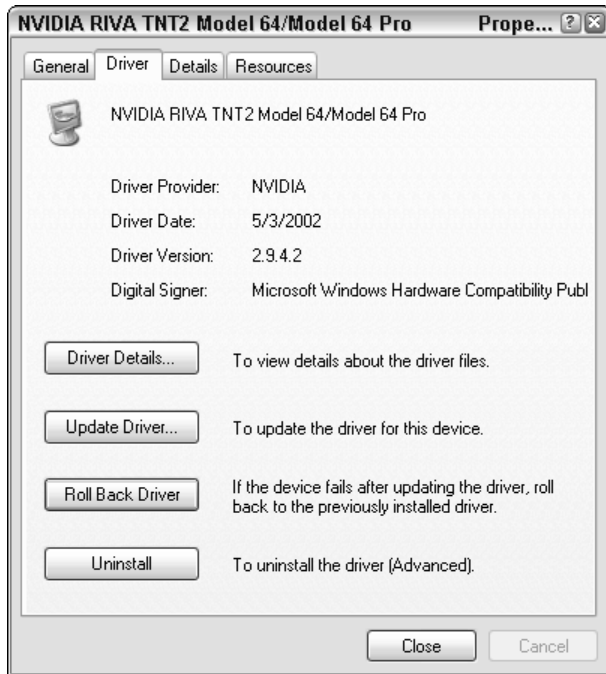 NVIDIA RIVA TNT2 Model 64/Model 64 Pro Prope...
General Driver Details Resources
NVIDIA RIVA TNT2 Model 64/Model 64 Pro
Driver Provider: NVIDIA
Driver Date: 5/3/2002
Driver Version: 2.9.4.2
Digital Signer: Microsoft Windows Hardware Compatibility Publ
Driver Details... To view details about the driver files.
Update Driver... To update the driver for this device.
Roll Back Driver If the device fails after updating the driver, roll
back to the previously installed driver.
Uninstall To uninstall the driver (Advanced).
Close Cancel